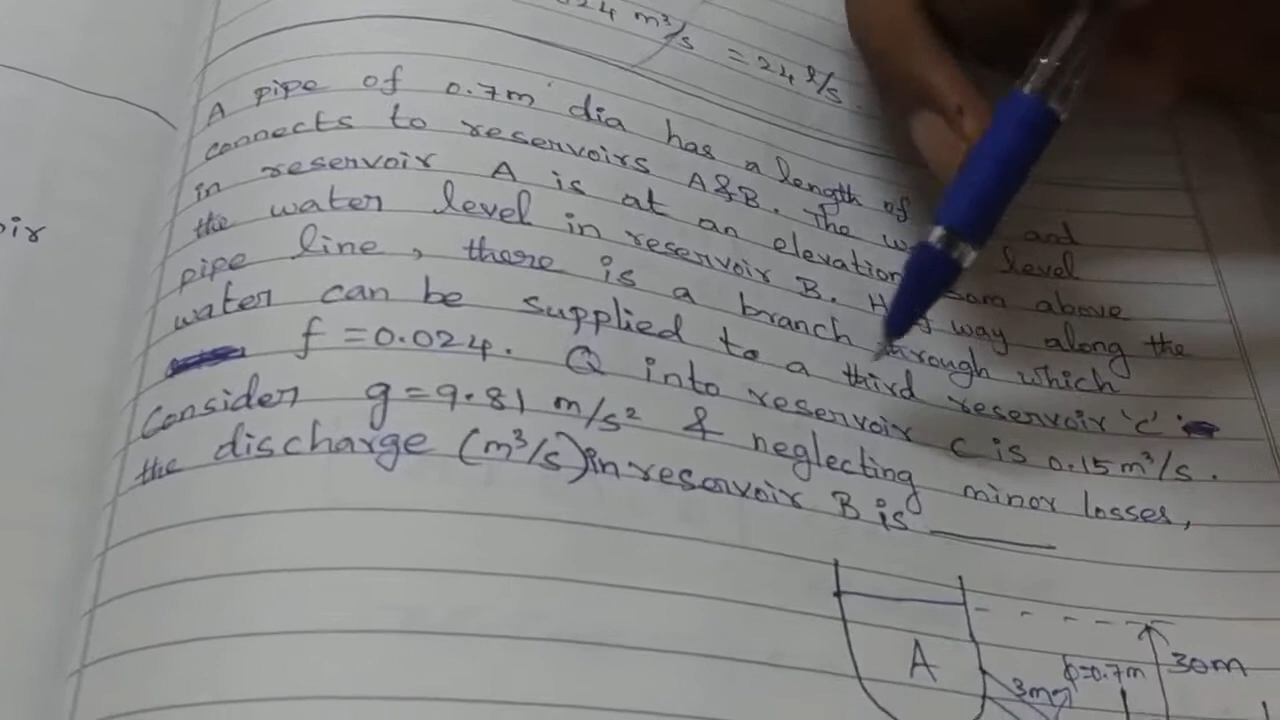 24 m³/s = 24 l/s.
A pipe of 0.7m dia has a length of
connects to reservoirs A&B. The and
in reservoir A is at an elevation level
the water level in reservoir B. above
pipe line, there is a branch way along the
water can be supplied to a third through which
f = 0.024. Q into reservoir reservoir 'c'
Consider g = 9.81 m/s² & neglecting C is 0.15 m³/s.
the discharge (m³/s) in reservoir B is ______ minor losses,
A
30m
ϕ=0.7m